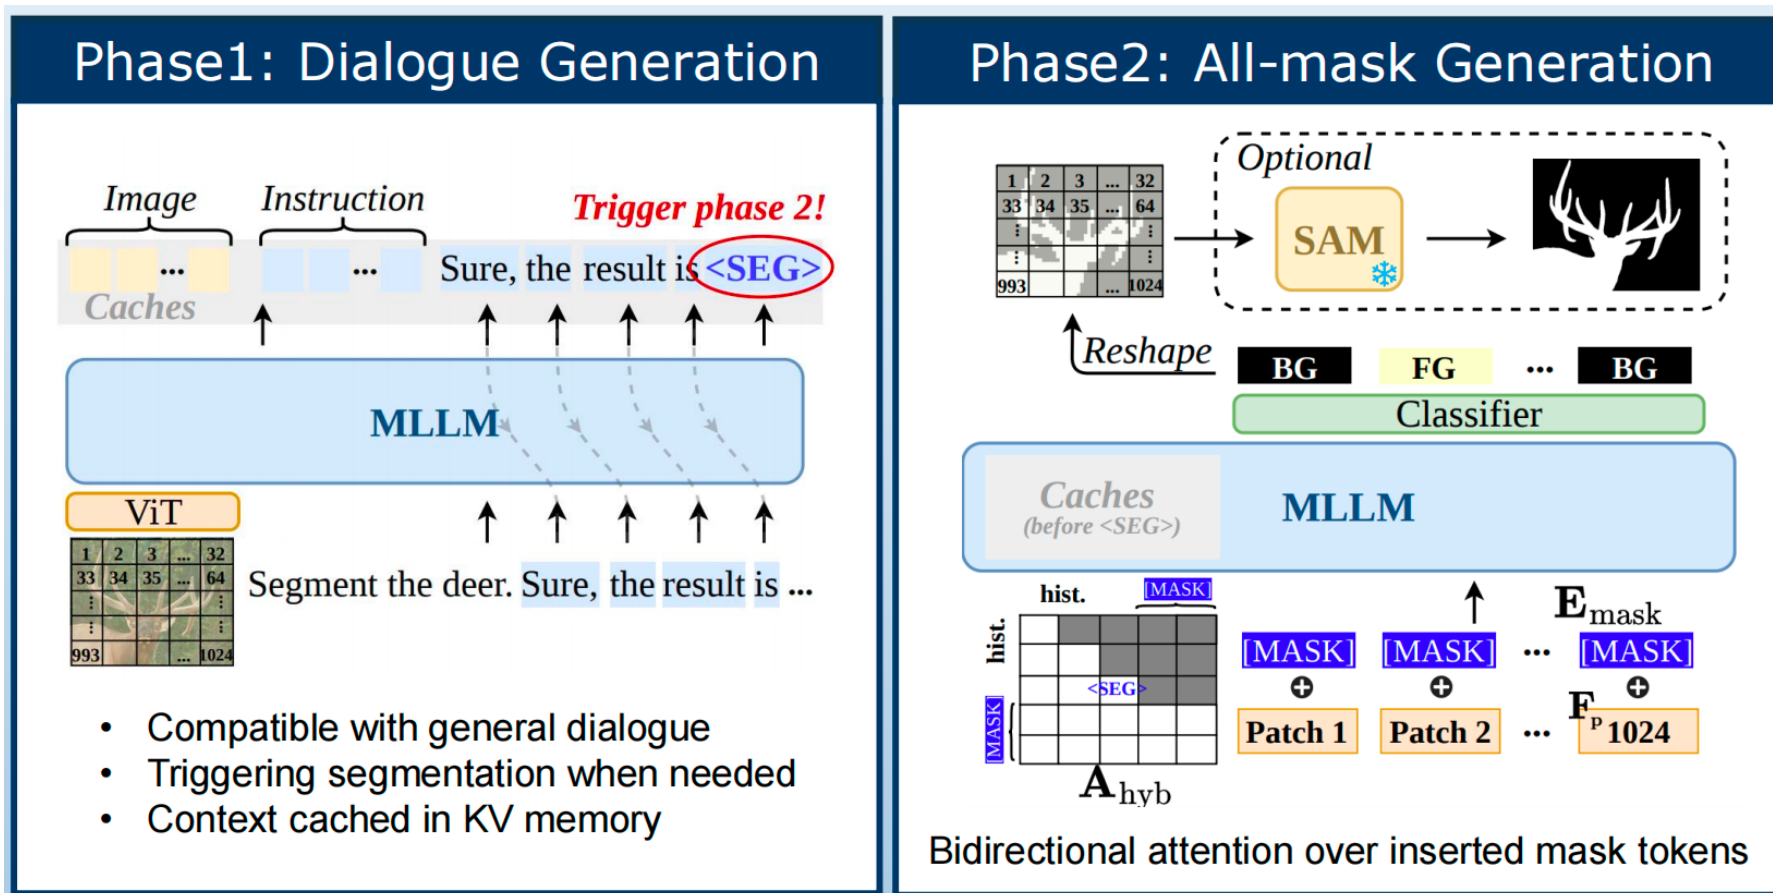 Phase1: Dialogue Generation
Image
Instruction
Trigger phase 2!
... ... Sure, the result is <SEG>
Caches
MLLM
ViT
1 2 3 ... 32
33 34 35 ... 64
⋮ ⋮
⋮ ⋮
993 ... 1024
Segment the deer. Sure, the result is ...
• Compatible with general dialogue
• Triggering segmentation when needed
• Context cached in KV memory
Phase2: All-mask Generation
Optional
1 2 3 ... 32
33 34 35 ... 64
⋮ ⋮
⋮ ⋮
993 ... 1024
SAM
Reshape
BG FG ... BG
Classifier
Caches
(before <SEG>)
MLLM
hist. [MASK]
hist.
<SEG>
[MASK]
A hyb
E mask
[MASK] [MASK] ... [MASK]
+ + +
F p
Patch 1 Patch 2 ... 1024
Bidirectional attention over inserted mask tokens